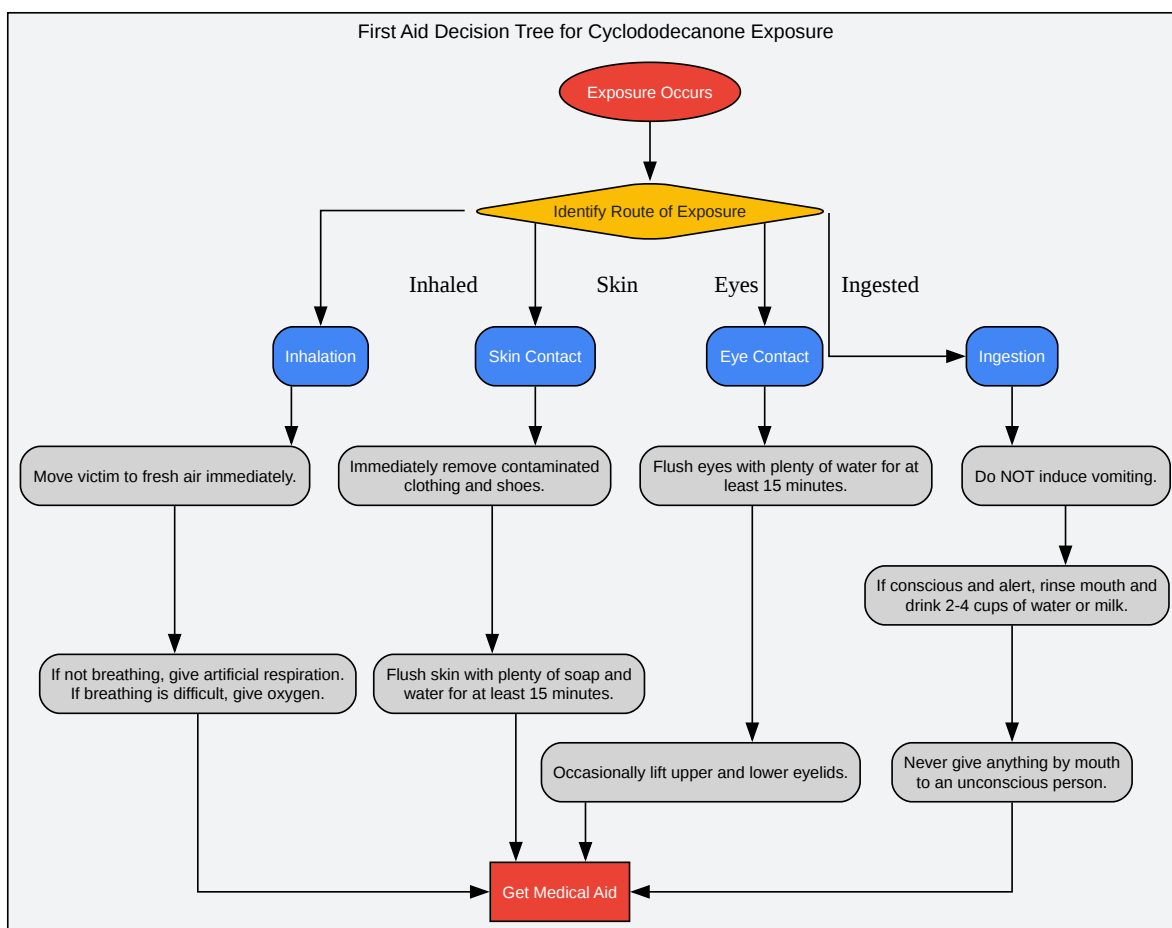 First Aid Decision Tree for Cyclododecanone Exposure
Exposure Occurs
Identify Route of Exposure
Inhaled
Skin
Eyes
Ingested
Inhalation
Skin Contact
Eye Contact
Ingestion
Move victim to fresh air immediately.
Immediately remove contaminated
clothing and shoes.
Flush eyes with plenty of water for at
least 15 minutes.
Do NOT induce vomiting.
If conscious and alert, rinse mouth and
drink 2-4 cups of water or milk.
If not breathing, give artificial respiration.
If breathing is difficult, give oxygen.
Flush skin with plenty of soap and
water for at least 15 minutes.
Occasionally lift upper and lower eyelids.
Never give anything by mouth
to an unconscious person.
Get Medical Aid